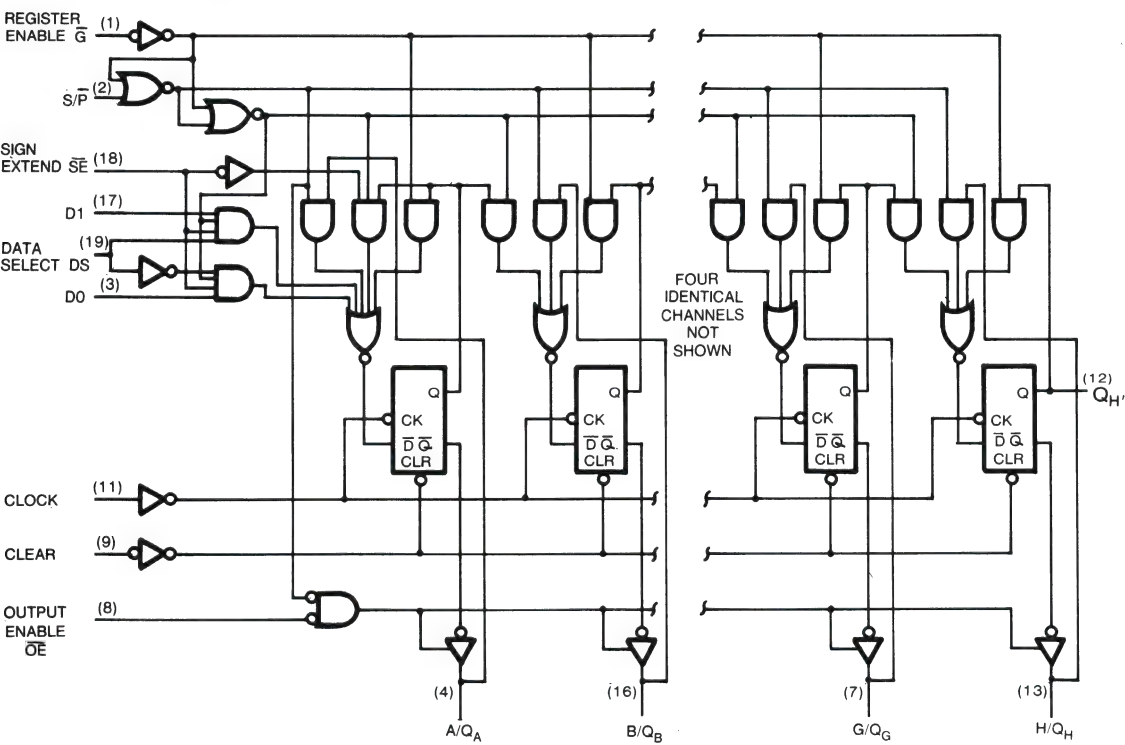 REGISTER (1)
ENABLE G̅
(2)
S/P̅
SIGN
EXTEND S̅E̅ (18)
D1 (17)
(19)
DATA
SELECT DS
(3)
D0
FOUR
IDENTICAL
CHANNELS
NOT
SHOWN
Q
CK
D̅ Q̅
CLR
Q
CK
D̅ Q̅
CLR
Q
CK
D̅ Q̅
CLR
Q
CK
D̅ Q̅
CLR
(12)
QH'
CLOCK (11)
CLEAR (9)
OUTPUT (8)
ENABLE
O̅E̅
(4)
(16)
(7)
(13)
A/QA
B/QB
G/QG
H/QH